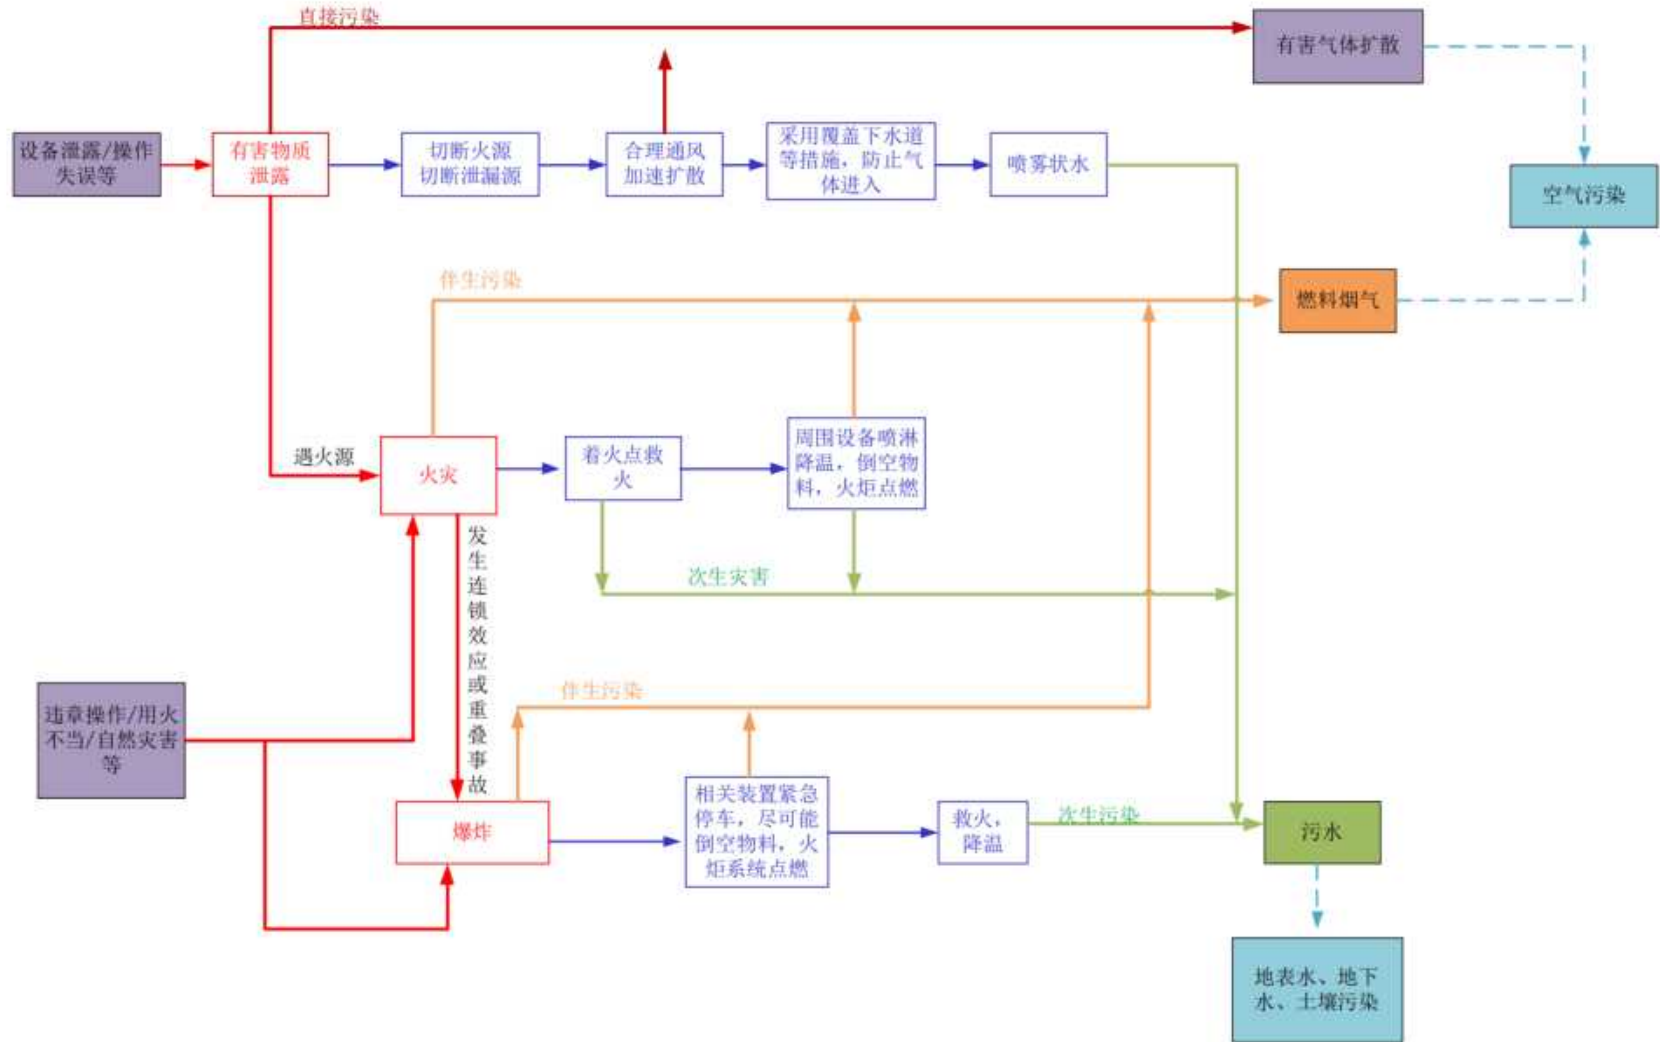 直接污染
有害气体扩散
设备泄露/操作
失误等
有害物质
泄露
切断火源
切断泄漏源
合理通风
加速扩散
采用覆盖下水道
等措施，防止气
体进入
喷雾状水
空气污染
伴生污染
燃料烟气
遇火源
火灾
着火点救
火
周围设备喷淋
降温，倒空物
料，火炬点燃
发生连锁效应或重叠事故
次生灾害
违章操作/用火
不当/自然灾害
等
伴生污染
爆炸
相关装置紧急
停车，尽可能
倒空物料，火
炬系统点燃
救火，
降温
次生污染
污水
地表水、地下
水、土壤污染